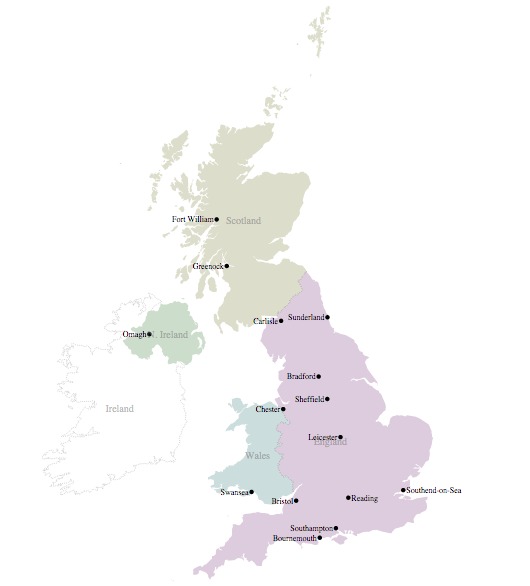 Fort William
Scotland
Greenock
Carlisle
Sunderland
Omagh
N. Ireland
Bradford
Sheffield
Ireland
Chester
Leicester
England
Wales
Swansea
Southend-on-Sea
Bristol
Reading
Southampton
Bournemouth